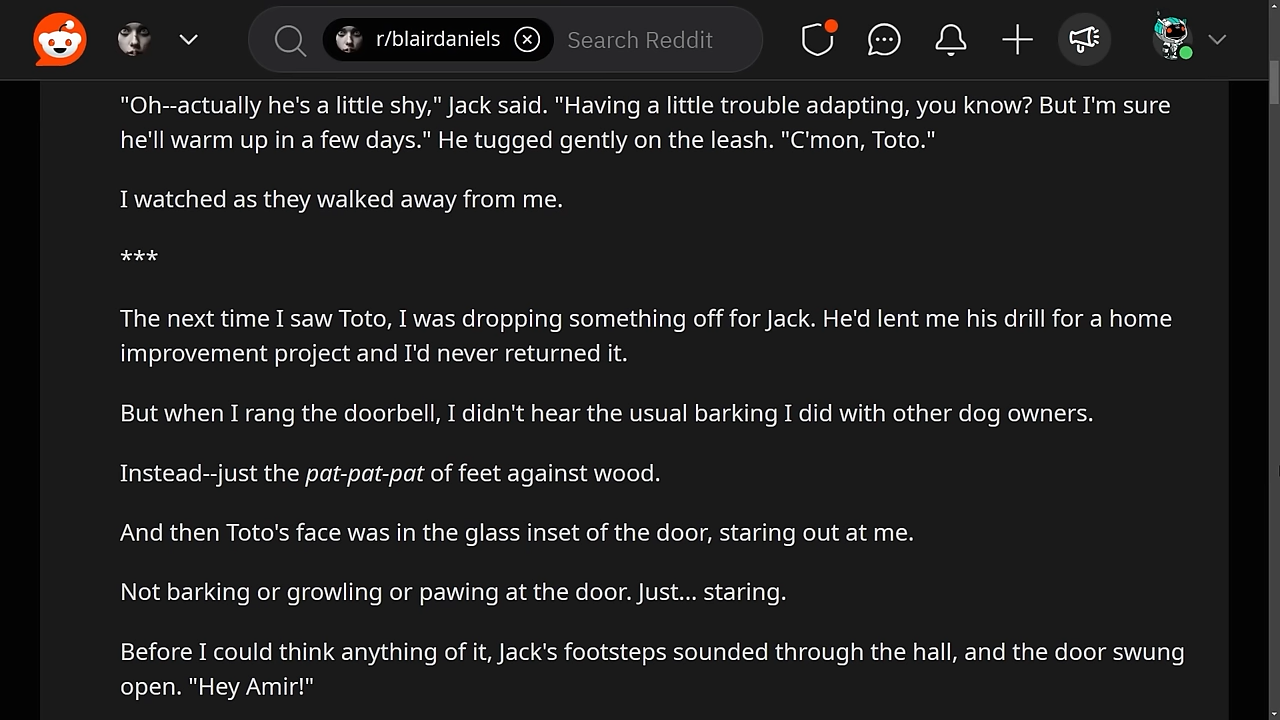 r/blairdaniels
Search Reddit
"Oh--actually he's a little shy," Jack said. "Having a little trouble adapting, you know? But I'm sure
he'll warm up in a few days." He tugged gently on the leash. "C'mon, Toto."
I watched as they walked away from me.
***
The next time I saw Toto, I was dropping something off for Jack. He'd lent me his drill for a home
improvement project and I'd never returned it.
But when I rang the doorbell, I didn't hear the usual barking I did with other dog owners.
Instead--just the pat-pat-pat of feet against wood.
And then Toto's face was in the glass inset of the door, staring out at me.
Not barking or growling or pawing at the door. Just... staring.
Before I could think anything of it, Jack's footsteps sounded through the hall, and the door swung
open. "Hey Amir!"